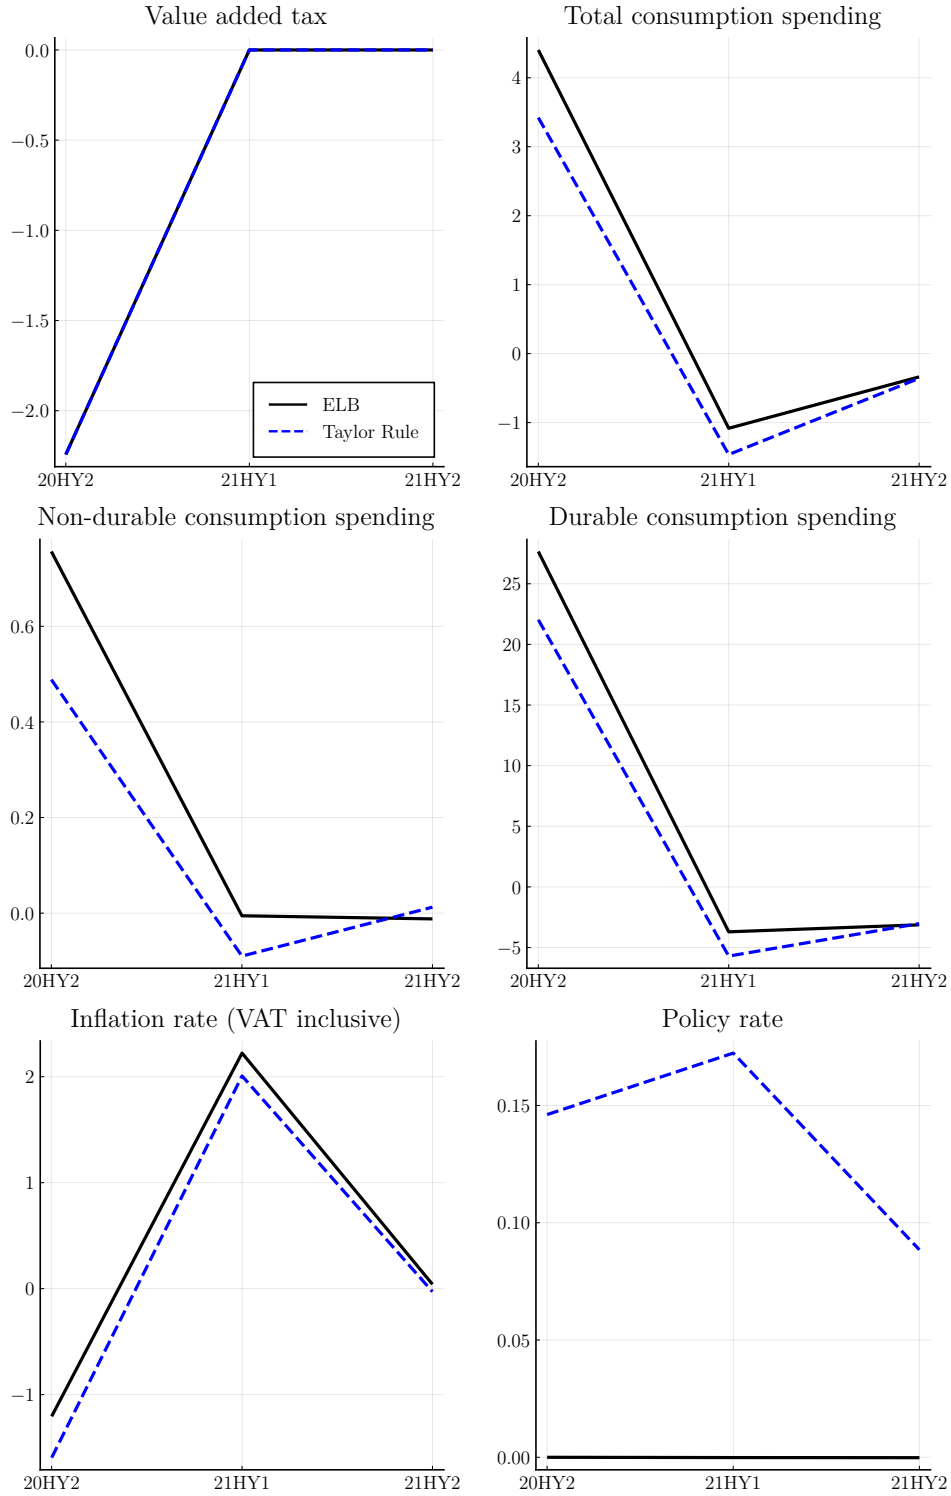 Value added tax
0.0
−0.5
−1.0
−1.5
−2.0
ELB
Taylor Rule
20HY2 21HY1 21HY2
Total consumption spending
4
3
2
1
0
−1
20HY2 21HY1 21HY2
Non-durable consumption spending
0.6
0.4
0.2
0.0
20HY2 21HY1 21HY2
Durable consumption spending
25
20
15
10
5
0
−5
20HY2 21HY1 21HY2
Inflation rate (VAT inclusive)
2
1
0
−1
20HY2 21HY1 21HY2
Policy rate
0.15
0.10
0.05
0.00
20HY2 21HY1 21HY2